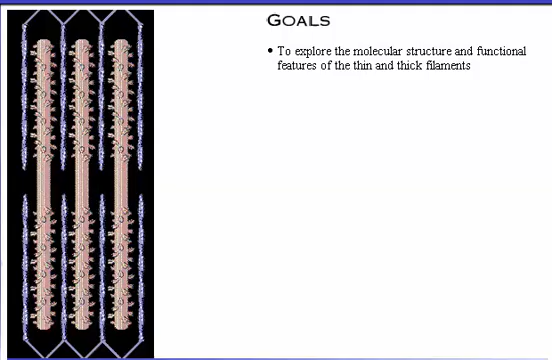 GOALS
• To explore the molecular structure and functional
features of the thin and thick filaments